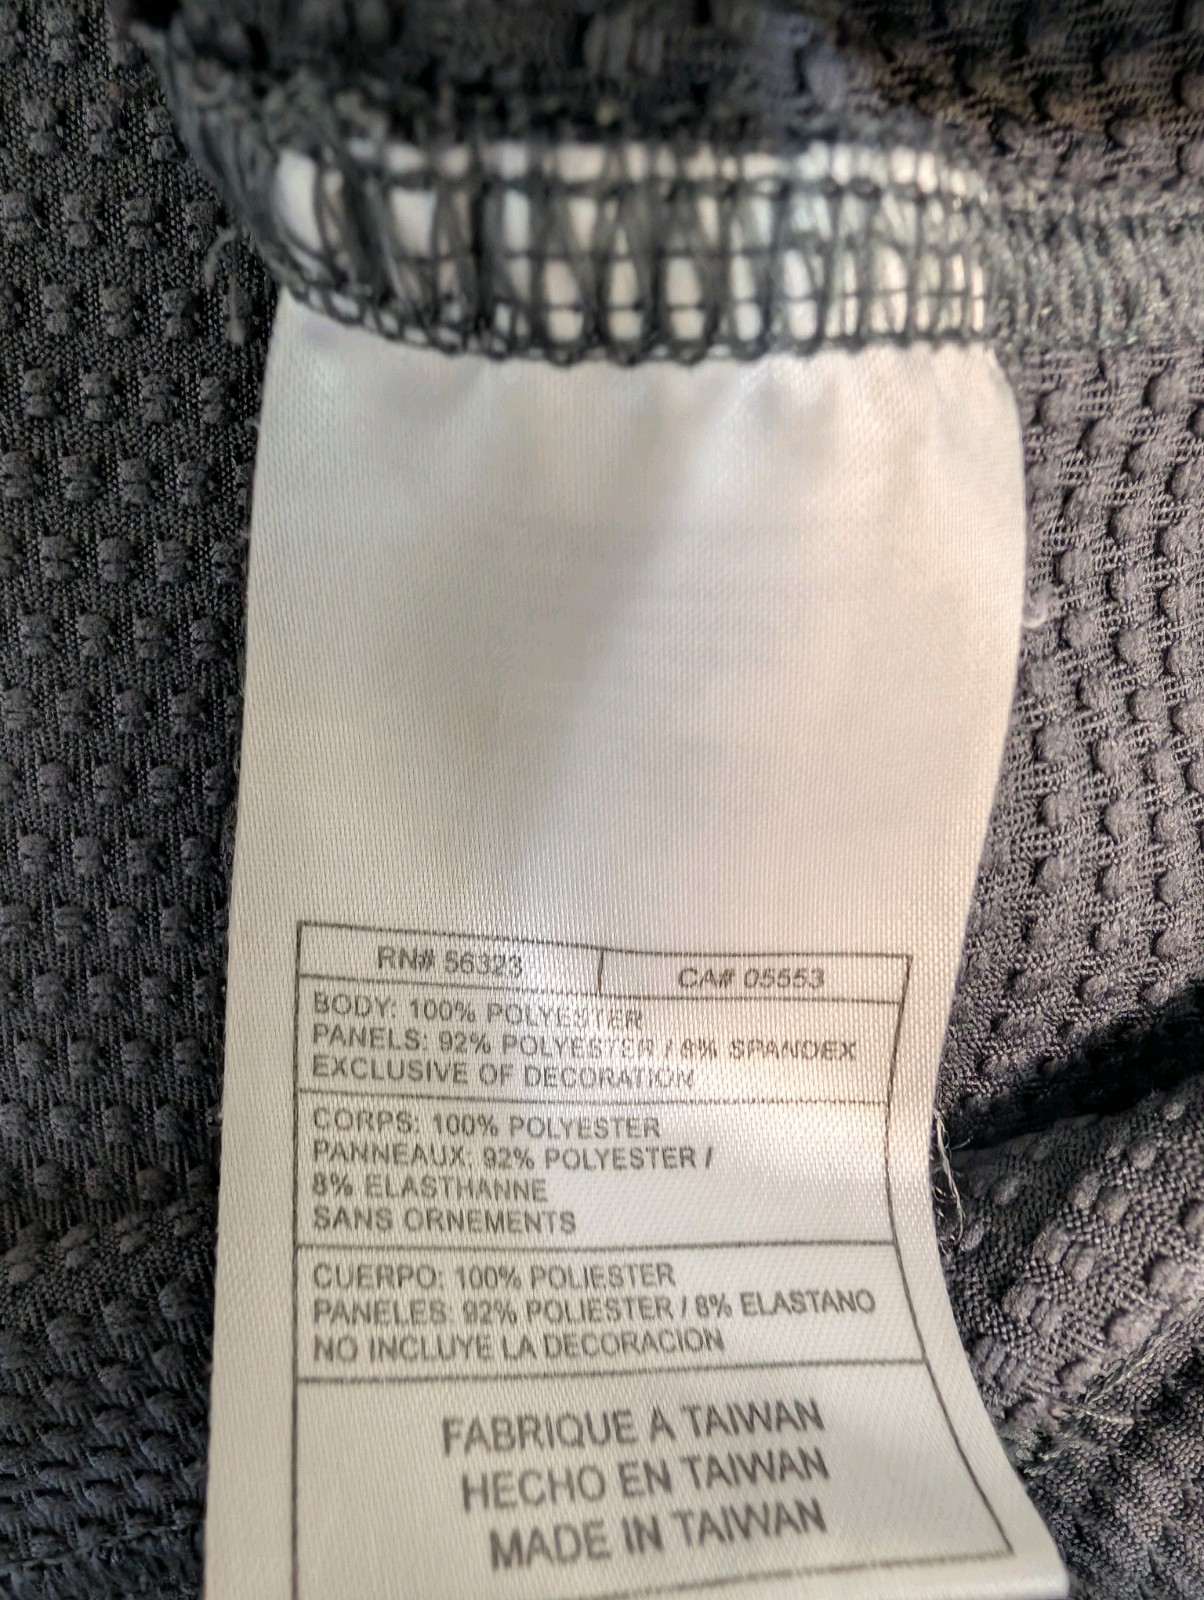 RN# 56323 CA# 05553
BODY: 100% POLYESTER
PANELS: 92% POLYESTER / 8% SPANDEX
EXCLUSIVE OF DECORATION
CORPS: 100% POLYESTER
PANNEAUX: 92% POLYESTER /
8% ELASTHANNE
SANS ORNEMENTS
CUERPO: 100% POLIESTER
PANELES: 92% POLIESTER / 8% ELASTANO
NO INCLUYE LA DECORACION
FABRIQUE A TAIWAN
HECHO EN TAIWAN
MADE IN TAIWAN